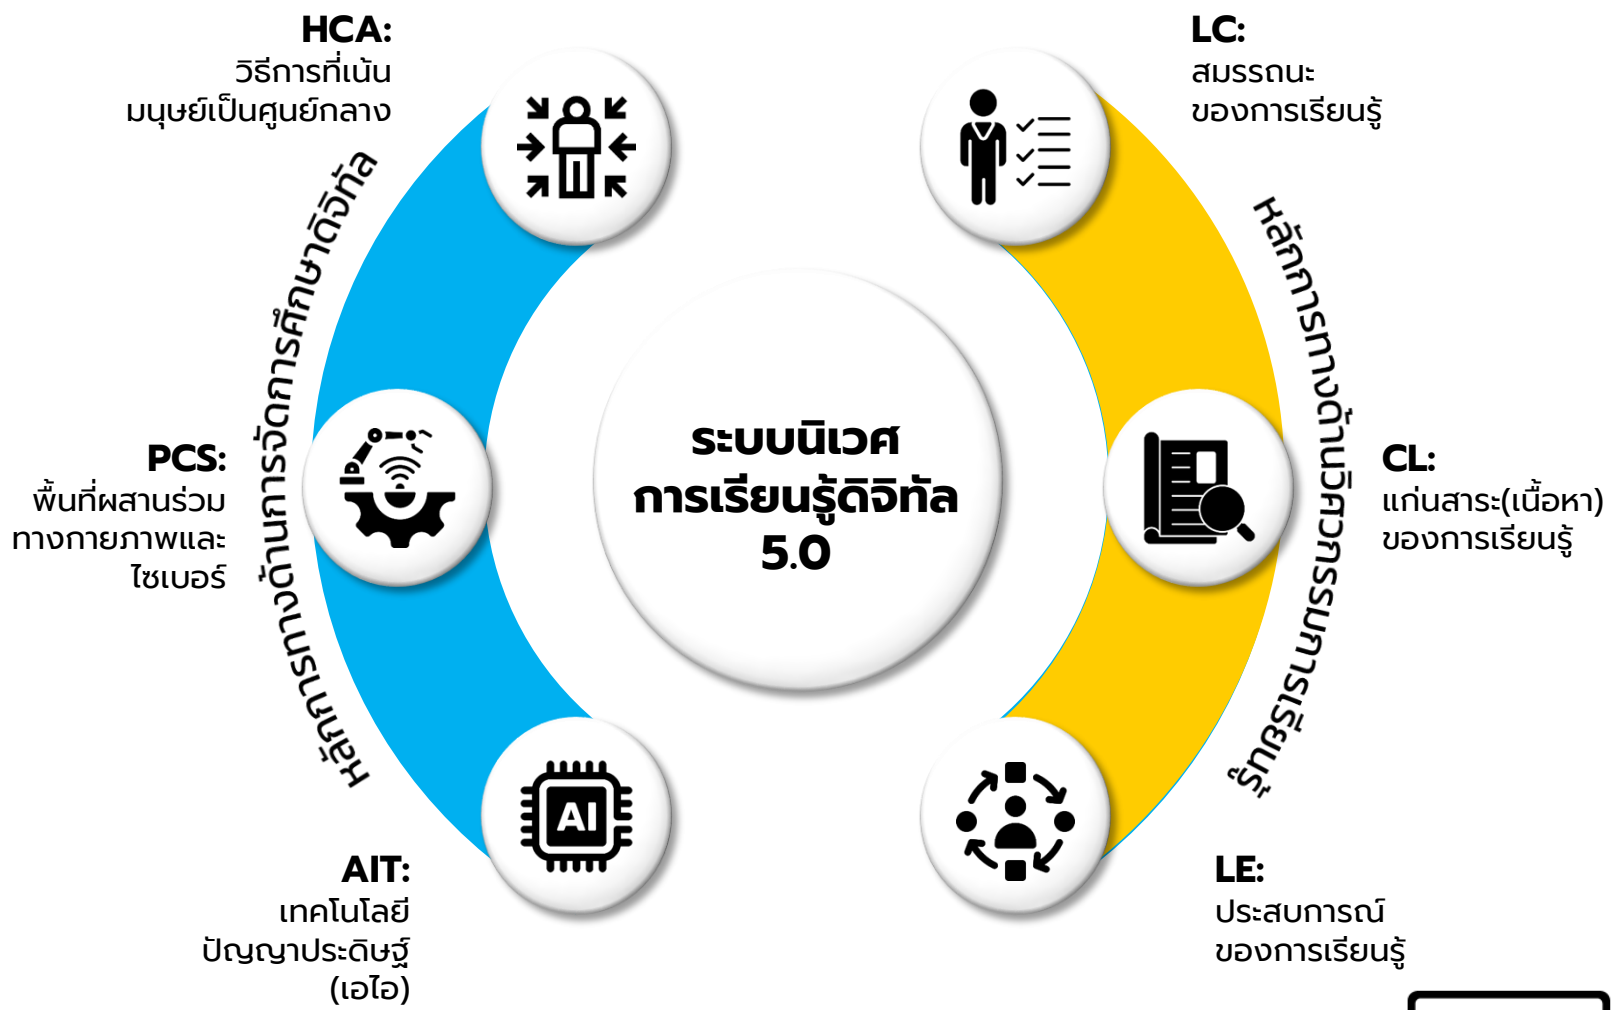 HCA:
วิธีการที่เน้น
มนุษย์เป็นศูนย์กลาง
PCS:
พื้นที่ผสานร่วม
ทางกายภาพและ
ไซเบอร์
AIT:
เทคโนโลยี
ปัญญาประดิษฐ์
(เอไอ)
หลักการทางด้านการจัดการศึกษาดิจิทัล
ระบบนิเวศ
การเรียนรู้ดิจิทัล
5.0
AI
LC:
สมรรถนะ
ของการเรียนรู้
CL:
แก่นสาระ(เนื้อหา)
ของการเรียนรู้
LE:
ประสบการณ์
ของการเรียนรู้
หลักการทางด้านวิศวกรรมการเรียนรู้